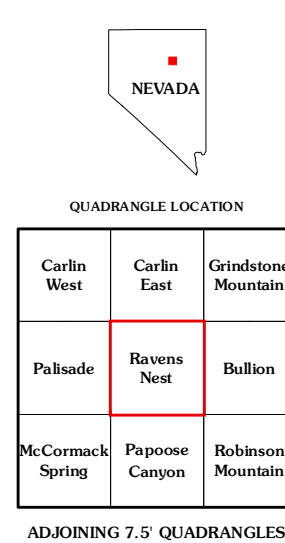 NEVADA
QUADRANGLE LOCATION
Carlin West
Carlin East
Grindstone Mountain
Palisade
Ravens Nest
Bullion
McCormack Spring
Papoose Canyon
Robinson Mountain
ADJOINING 7.5' QUADRANGLES